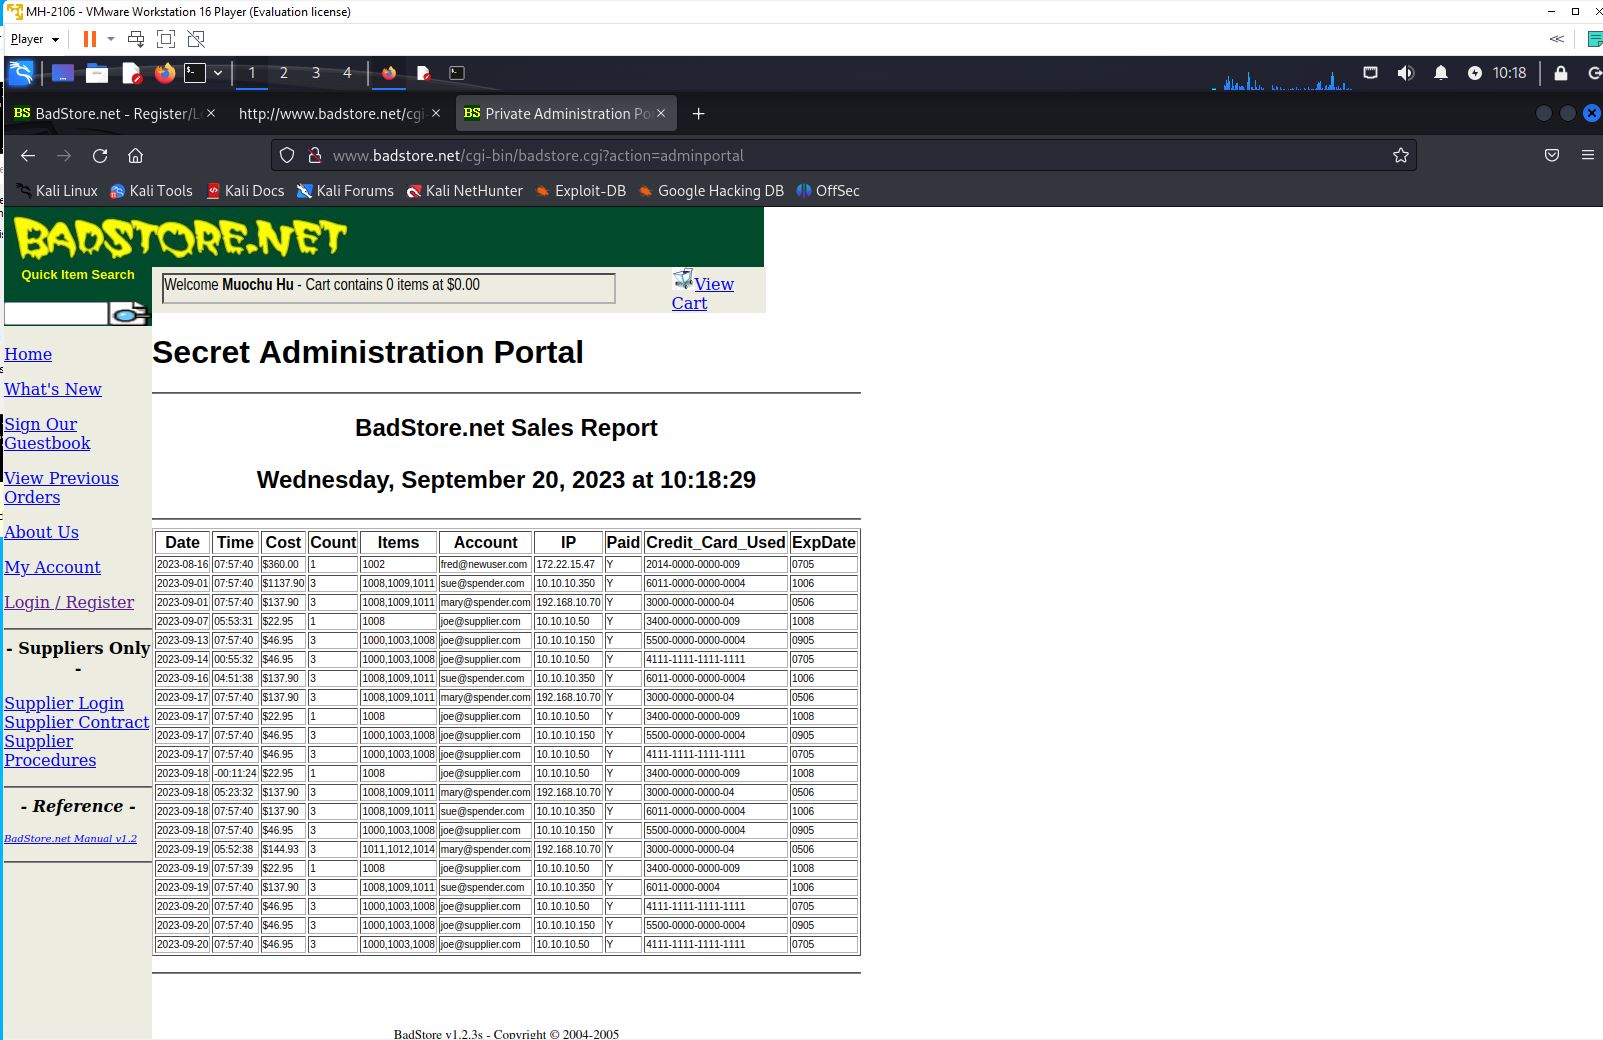 MH-2106 - VMware Workstation 16 Player (Evaluation license)
Player
1 2 3 4
10:18
BS BadStore.net - Register/L
http://www.badstore.net/cgi-
BS Private Administration Po
www.badstore.net/cgi-bin/badstore.cgi?action=adminportal
Kali Linux Kali Tools Kali Docs Kali Forums Kali NetHunter Exploit-DB Google Hacking DB OffSec
BADSTORE.NET
Quick Item Search
Welcome Muochu Hu - Cart contains 0 items at $0.00
View
Cart
Home
What's New
Sign Our
Guestbook
View Previous
Orders
About Us
My Account
Login / Register
- Suppliers Only
-
Supplier Login
Supplier Contract
Supplier
Procedures
- Reference -
BadStore.net Manual v1.2
Secret Administration Portal
BadStore.net Sales Report
Wednesday, September 20, 2023 at 10:18:29
Date Time Cost Count Items Account IP Paid Credit_Card_Used ExpDate
2023-08-16 07:57:40 $360.00 1 1002 fred@newuser.com 172.22.15.47 Y 2014-0000-0000-009 0705
2023-09-01 07:57:40 $1137.90 3 1008,1009,1011 sue@spender.com 10.10.10.350 Y 6011-0000-0000-0004 1006
2023-09-01 07:57:40 $137.90 3 1008,1009,1011 mary@spender.com 192.168.10.70 Y 3000-0000-0000-04 0506
2023-09-07 05:53:31 $22.95 1 1008 joe@supplier.com 10.10.10.50 Y 3400-0000-0000-009 1008
2023-09-13 07:57:40 $46.95 3 1000,1003,1008 joe@supplier.com 10.10.10.150 Y 5500-0000-0000-0004 0905
2023-09-14 00:55:32 $46.95 3 1000,1003,1008 joe@supplier.com 10.10.10.50 Y 4111-1111-1111-1111 0705
2023-09-16 04:51:38 $137.90 3 1008,1009,1011 sue@spender.com 10.10.10.350 Y 6011-0000-0000-0004 1006
2023-09-17 07:57:40 $137.90 3 1008,1009,1011 mary@spender.com 192.168.10.70 Y 3000-0000-0000-04 0506
2023-09-17 07:57:40 $22.95 1 1008 joe@supplier.com 10.10.10.50 Y 3400-0000-0000-009 1008
2023-09-17 07:57:40 $46.95 3 1000,1003,1008 joe@supplier.com 10.10.10.150 Y 5500-0000-0000-0004 0905
2023-09-17 07:57:40 $46.95 3 1000,1003,1008 joe@supplier.com 10.10.10.50 Y 4111-1111-1111-1111 0705
2023-09-18 -00:11:24 $22.95 1 1008 joe@supplier.com 10.10.10.50 Y 3400-0000-0000-009 1008
2023-09-18 05:23:32 $137.90 3 1008,1009,1011 mary@spender.com 192.168.10.70 Y 3000-0000-0000-04 0506
2023-09-18 07:57:40 $137.90 3 1008,1009,1011 sue@spender.com 10.10.10.350 Y 6011-0000-0000-0004 1006
2023-09-18 07:57:40 $46.95 3 1000,1003,1008 joe@supplier.com 10.10.10.150 Y 5500-0000-0000-0004 0905
2023-09-19 05:52:38 $144.93 3 1011,1012,1014 mary@spender.com 192.168.10.70 Y 3000-0000-0000-04 0506
2023-09-19 07:57:39 $22.95 1 1008 joe@supplier.com 10.10.10.50 Y 3400-0000-0000-009 1008
2023-09-19 07:57:40 $137.90 3 1008,1009,1011 sue@spender.com 10.10.10.350 Y 6011-0000-0004 1006
2023-09-20 07:57:40 $46.95 3 1000,1003,1008 joe@supplier.com 10.10.10.50 Y 4111-1111-1111-1111 0705
2023-09-20 07:57:40 $46.95 3 1000,1003,1008 joe@supplier.com 10.10.10.150 Y 5500-0000-0000-0004 0905
2023-09-20 07:57:40 $46.95 3 1000,1003,1008 joe@supplier.com 10.10.10.50 Y 4111-1111-1111-1111 0705
BadStore v1.2.3s - Copyright © 2004-2005